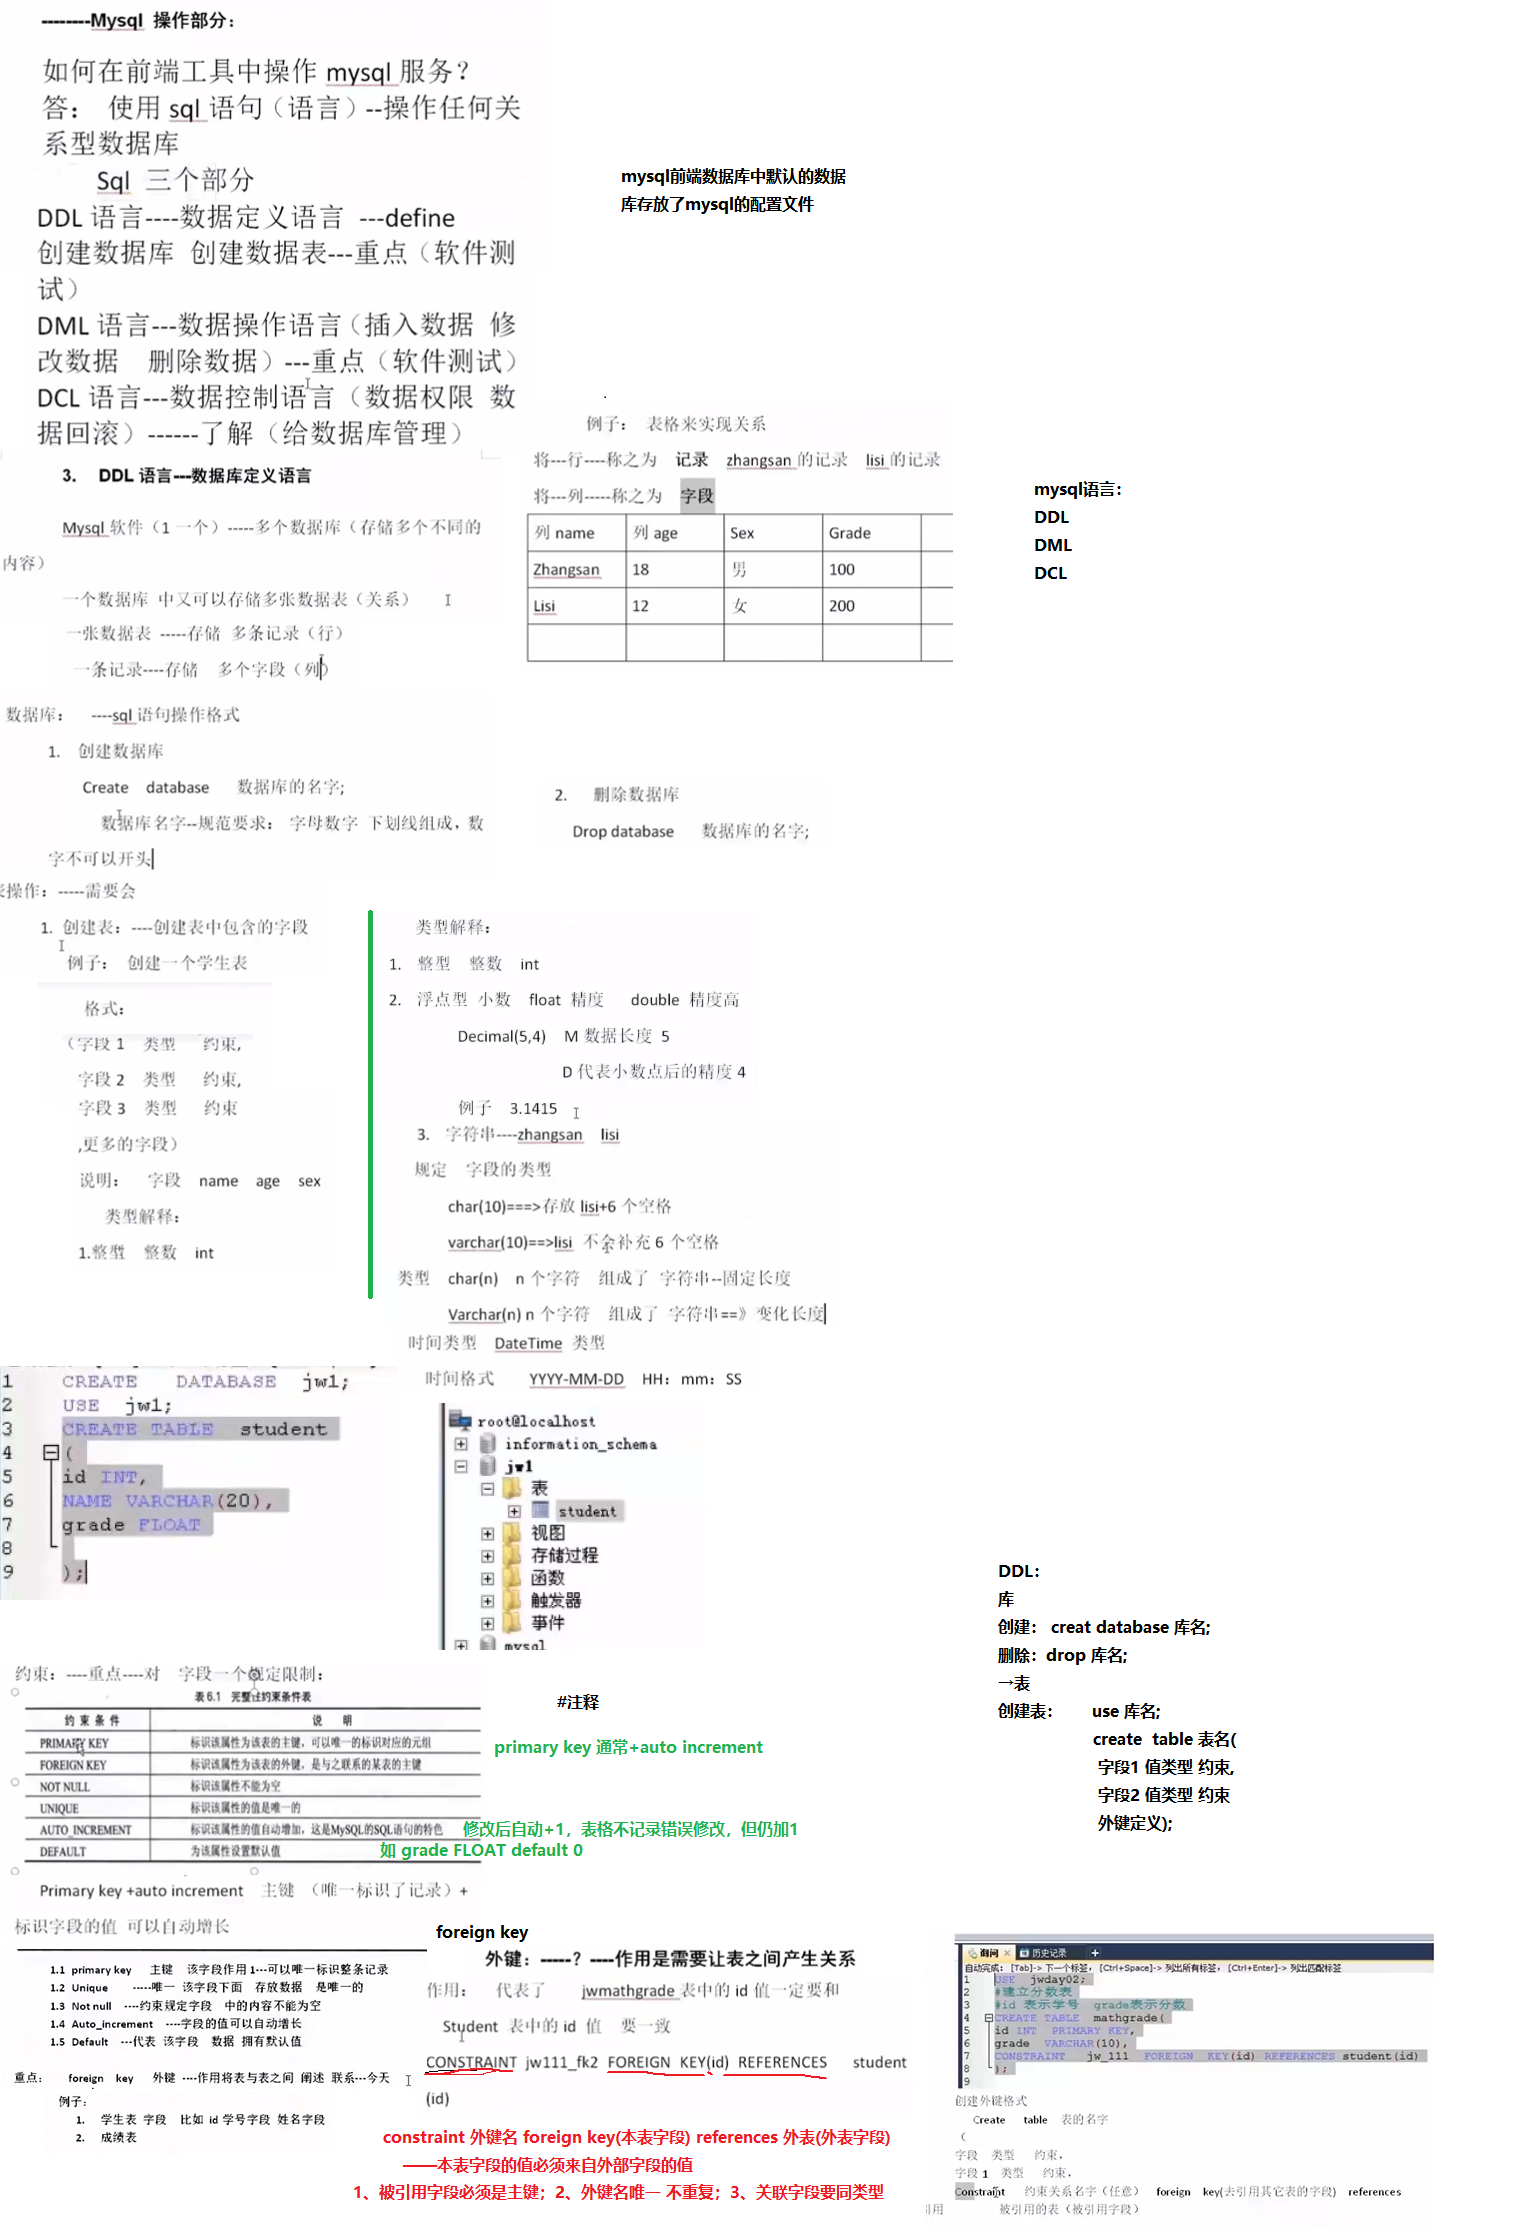 --------Mysql 操作部分：
如何在前端工具中操作 mysql 服务？
答： 使用 sql 语句（语言）--操作任何关
系型数据库
Sql 三个部分
DDL 语言----数据定义语言 ---define
创建数据库 创建数据表---重点（软件测
试）
DML 语言---数据操作语言（插入数据 修
改数据 删除数据）---重点（软件测试）
DCL 语言---数据控制语言（数据权限 数
据回滚）------了解（给数据库管理）
mysql前端数据库中默认的数据
库存放了mysql的配置文件
3. DDL 语言---数据库定义语言
Mysql 软件（1 一个）-----多个数据库（存储多个不同的
内容）
一个数据库 中又可以存储多张数据表（关系）
一张数据表 -----存储 多条记录（行）
一条记录----存储 多个字段（列）
例子： 表格来实现关系
将---行----称之为 记录 zhangsan 的记录 lisi 的记录
将---列-----称之为 字段
列 name 列 age Sex Grade
Zhangsan 18 男 100
Lisi 12 女 200
mysql语言：
DDL
DML
DCL
数据库： ----sql 语句操作格式
1. 创建数据库
Create database 数据库的名字;
数据库名字--规范要求： 字母数字 下划线组成，数
字不可以开头
2. 删除数据库
Drop database 数据库的名字;
操作：-----需要会
1. 创建表：----创建表中包含的字段
例子： 创建一个学生表
格式：
（字段 1 类型 约束,
字段 2 类型 约束,
字段 3 类型 约束
,更多的字段）
说明： 字段 name age sex
类型解释：
1.整型 整数 int
类型解释：
1. 整型 整数 int
2. 浮点型 小数 float 精度 double 精度高
Decimal(5,4) M 数据长度 5
D 代表小数点后的精度 4
例子 3.1415
3. 字符串----zhangsan lisi
规定 字段的类型
char(10)===>存放 lisi+6 个空格
varchar(10)==>lisi 不会补充 6 个空格
类型 char(n) n 个字符 组成了 字符串--固定长度
Varchar(n) n 个字符 组成了 字符串==》变化长度
时间类型 DateTime 类型
时间格式 YYYY-MM-DD HH：mm：SS
1 CREATE DATABASE jw1;
2 USE jw1;
3 CREATE TABLE student
4 (
5 id INT,
6 NAME VARCHAR(20),
7 grade FLOAT
8
9 );
root@localhost
information_schema
jw1
表
student
视图
存储过程
函数
触发器
事件
mysql
DDL：
库
创建： creat database 库名;
删除：drop 库名;
→表
创建表： use 库名;
create table 表名(
字段1 值类型 约束,
字段2 值类型 约束
外键定义);
约束：----重点----对 字段一个规定限制：
表 6.1 完整性约束条件表
约 束 条 件 说 明
PRIMARY KEY 标识该属性为该表的主键，可以唯一的标识对应的元组
FOREIGN KEY 标识该属性为该表的外键，是与之联系的某表的主键
NOT NULL 标识该属性不能为空
UNIQUE 标识该属性的值是唯一的
AUTO_INCREMENT 标识该属性的值自动增加，这是MySQL的SQL语句的特色
DEFAULT 为该属性设置默认值
#注释
primary key 通常+auto increment
修改后自动+1，表格不记录错误修改，但仍加1
如 grade FLOAT default 0
Primary key +auto increment 主键 （唯一标识了记录）+
标识字段的值 可以自动增长
1.1 primary key 主键 该字段作用 1---可以唯一标识整条记录
1.2 Unique -----唯一 该字段下面 存放数据 是唯一的
1.3 Not null ----约束规定字段 中的内容不能为空
1.4 Auto_increment ----字段的值可以自动增长
1.5 Default ---代表 该字段 数据 拥有默认值
重点： foreign key 外键 ----作用将表与表之间 阐述 联系---今天
例子：
1. 学生表 字段 比如 id 学号字段 姓名字段
2. 成绩表
foreign key
外键：-----? ----作用是需要让表之间产生关系
作用： 代表了 jwmathgrade 表中的 id 值一定要和
Student 表中的 id 值 要一致
CONSTRAINT jw111_fk2 FOREIGN KEY(id) REFERENCES student
(id)
constraint 外键名 foreign key(本表字段) references 外表(外表字段)
——本表字段的值必须来自外部字段的值
1、被引用字段必须是主键；2、外键名唯一 不重复；3、关联字段要同类型
询问 历史记录
自动完成： [Tab]-> 下一个标签， [Ctrl+Space]-> 列出所有标签， [Ctrl+Enter]-> 列出匹配标签
1 USE jwday02;
2 #建立分数表
3 #id 表示学号 grade表示分数
4 CREATE TABLE mathgrade(
5 id INT PRIMARY KEY,
6 grade VARCHAR(10),
7 CONSTRAINT jw_111 FOREIGN KEY(id) REFERENCES student(id)
8 );
9
创建外键格式
Create table 表的名字
（
字段 类型 约束，
字段 1 类型 约束，
Constraint 约束关系名字（任意） foreign key(去引用其它表的字段) references
引用 被引用的表（被引用字段）